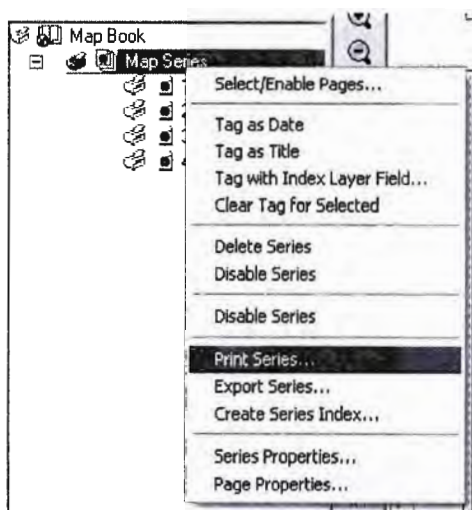 Map Book
Map Series
Select/Enable Pages...
Tag as Date
Tag as Title
Tag with Index Layer Field...
Clear Tag for Selected
Delete Series
Disable Series
Disable Series
Print Series...
Export Series...
Create Series Index...
Series Properties...
Page Properties...